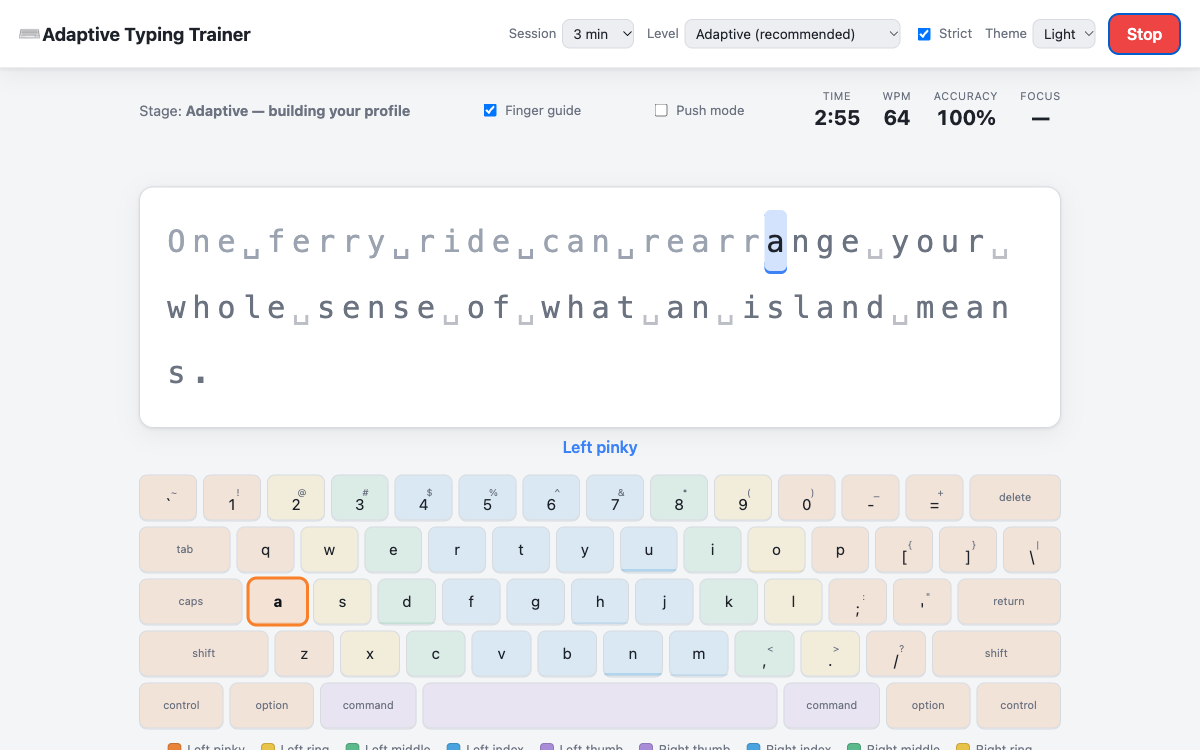 Adaptive Typing Trainer
Session 3 min Level Adaptive (recommended) Strict Theme Light Stop
Stage: Adaptive — building your profile Finger guide Push mode
TIME WPM ACCURACY FOCUS
2:55 64 100% —
One␣ferry␣ride␣can␣rearrange␣your␣
whole␣sense␣of␣what␣an␣island␣mean
s.
Left pinky
` ~ 1 ! 2 @ 3 # 4 $ 5 % 6 ^ 7 & 8 * 9 ( 0 ) - _ = + delete
tab q w e r t y u i o p [ { ] } \ |
caps a s d f g h j k l ; : ' " return
shift z x c v b n m , < . > / ? shift
control option command command option control
Left pinky Left ring Left middle Left index Left thumb Right thumb Right index Right middle Right ring